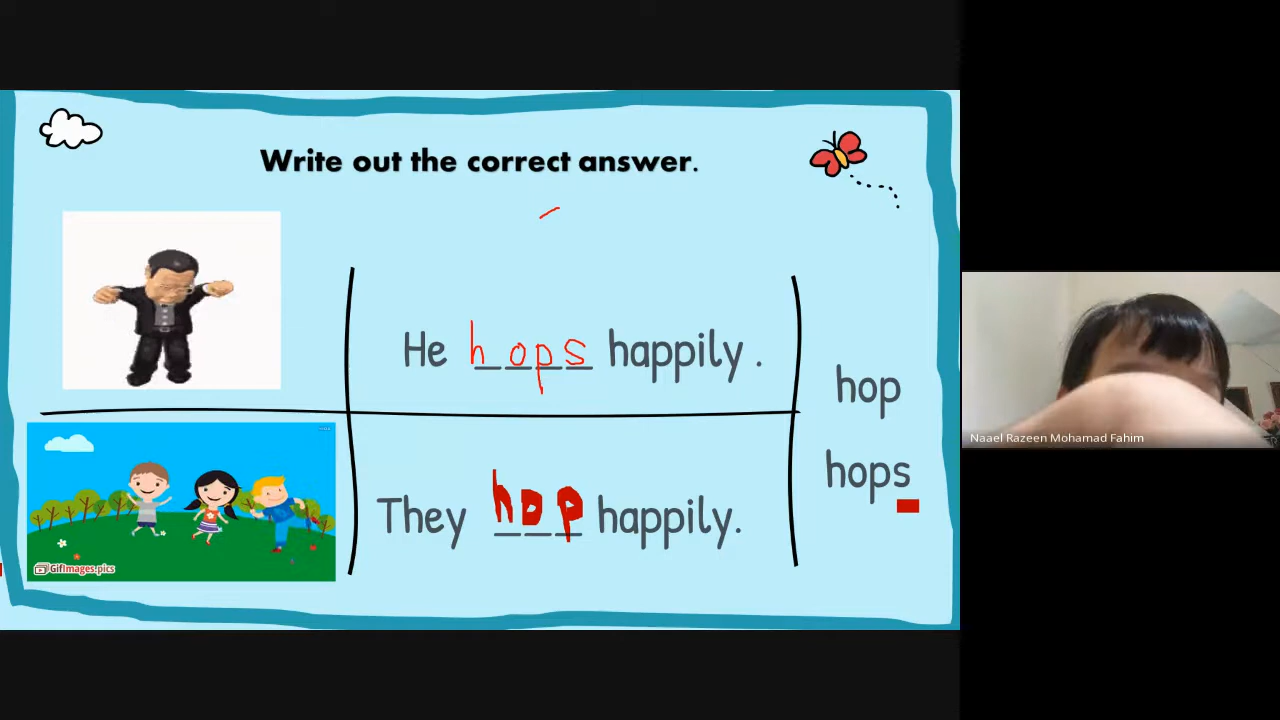 Write out the correct answer.
He hops happily.
hop
hops
They hop happily.
GifImages.pics
Naael Razeen Mohamad Fahim